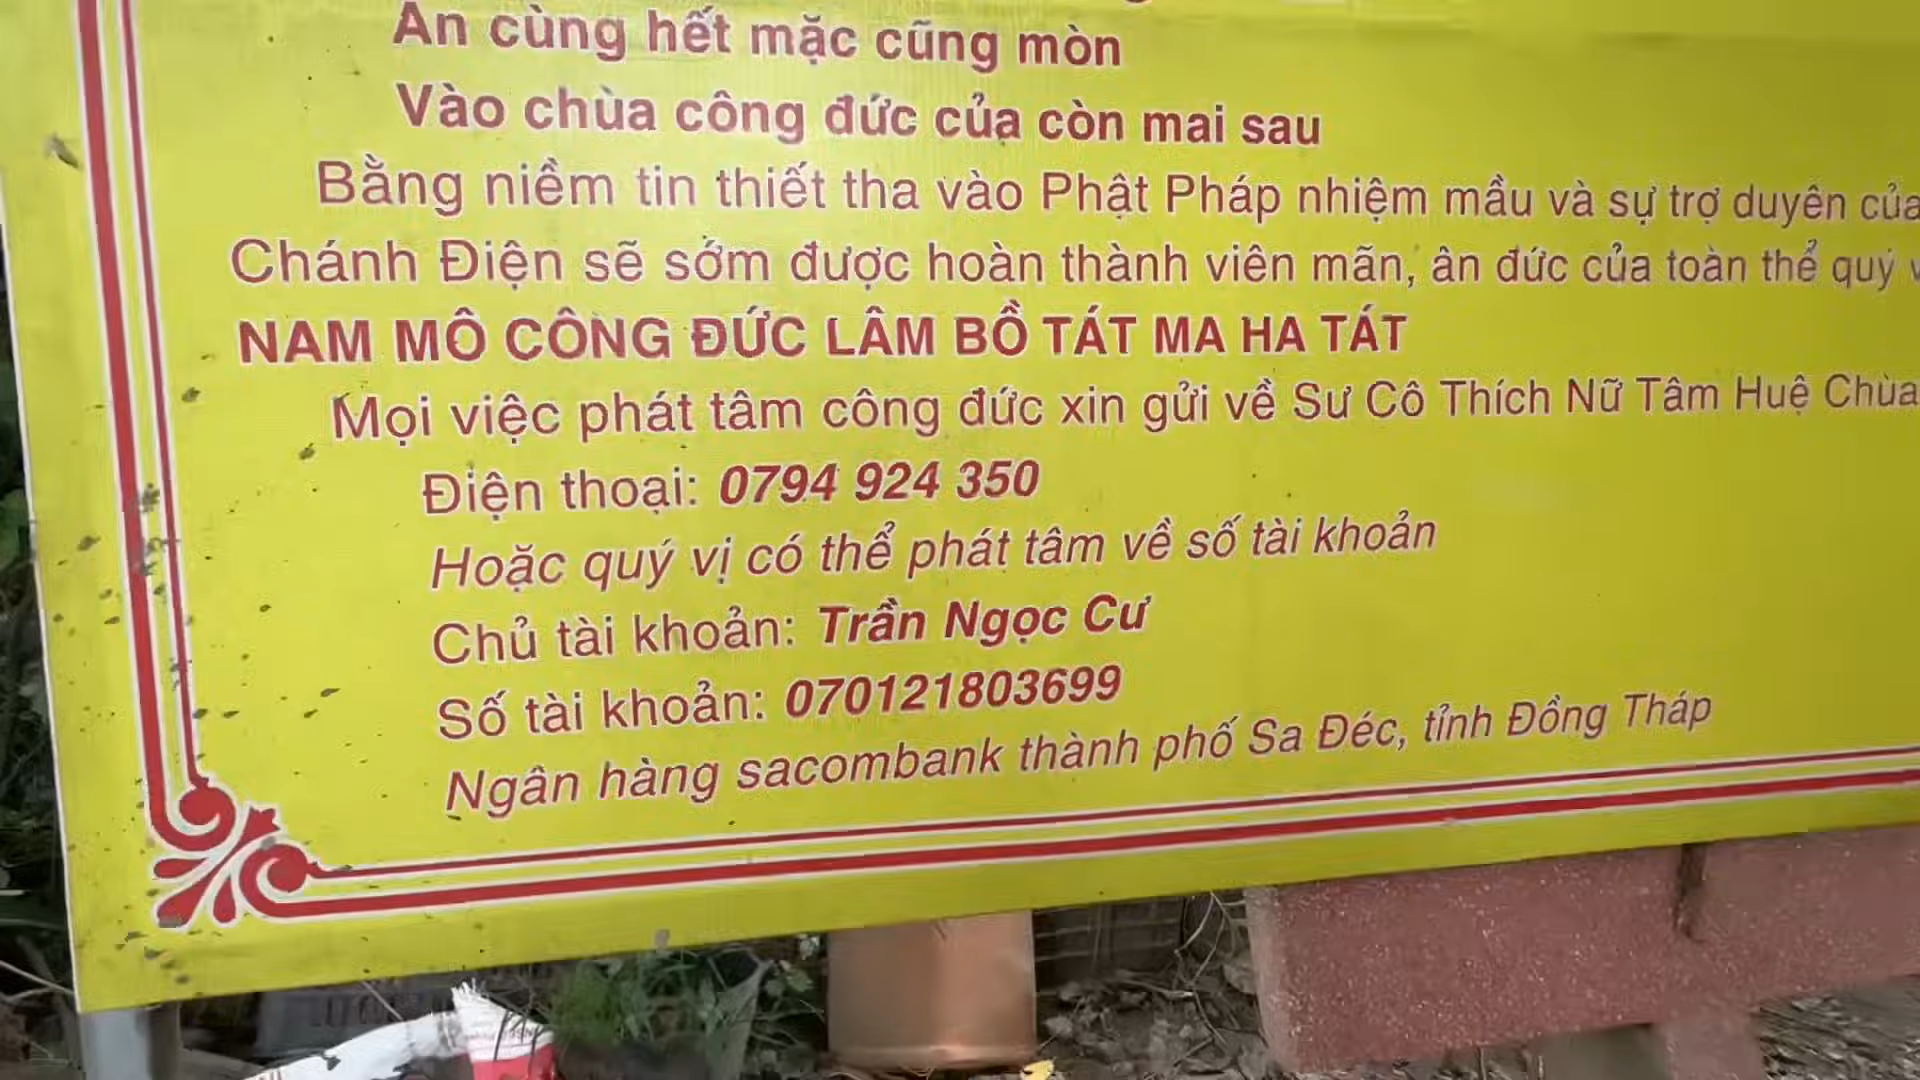 Ăn cùng hết mặc cũng mòn
Vào chùa công đức của còn mai sau
Bằng niềm tin thiết tha vào Phật Pháp nhiệm mầu và sự trợ duyên của
Chánh Điện sẽ sớm được hoàn thành viên mãn, ân đức của toàn thể quý
NAM MÔ CÔNG ĐỨC LÂM BỒ TÁT MA HA TÁT
Mọi việc phát tâm công đức xin gửi về Sư Cô Thích Nữ Tâm Huệ Chùa
Điện thoại: 0794 924 350
Hoặc quý vị có thể phát tâm về số tài khoản
Chủ tài khoản: Trần Ngọc Cư
Số tài khoản: 070121803699
Ngân hàng sacombank thành phố Sa Đéc, tỉnh Đồng Tháp